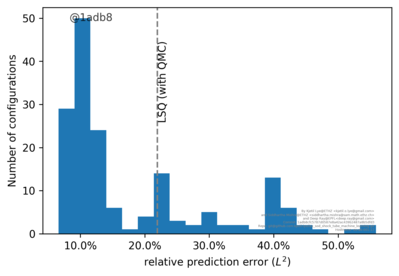 @1adb8
50
40
30
20
10
0
Number of configurations
LSQ (with QMC)
10.0%
20.0%
30.0%
40.0%
50.0%
relative prediction error (L²)